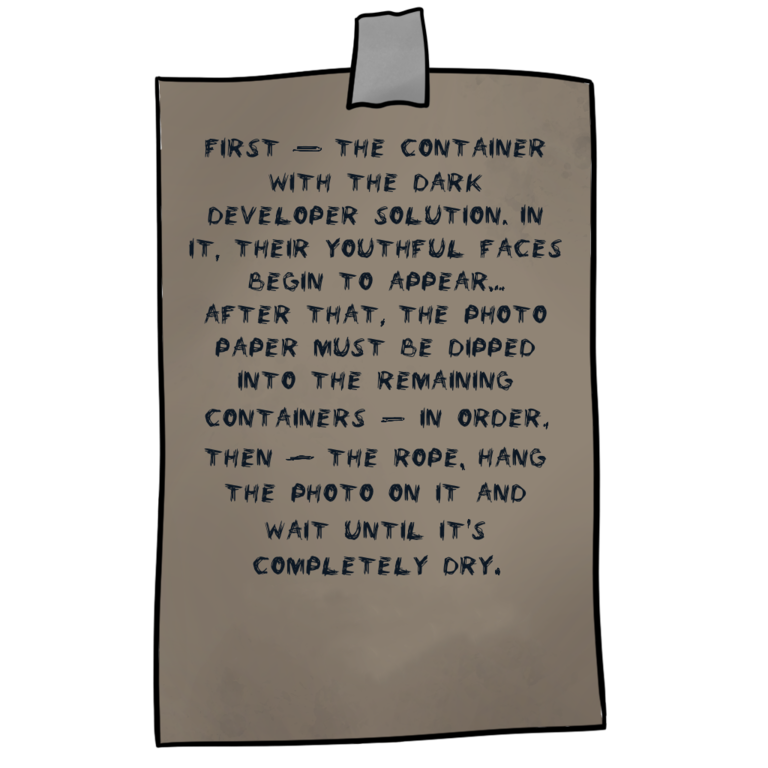 FIRST — THE CONTAINER
WITH THE DARK
DEVELOPER SOLUTION. IN
IT, THEIR YOUTHFUL FACES
BEGIN TO APPEAR...
AFTER THAT, THE PHOTO
PAPER MUST BE DIPPED
INTO THE REMAINING
CONTAINERS — IN ORDER.
THEN — THE ROPE. HANG
THE PHOTO ON IT AND
WAIT UNTIL IT'S
COMPLETELY DRY.